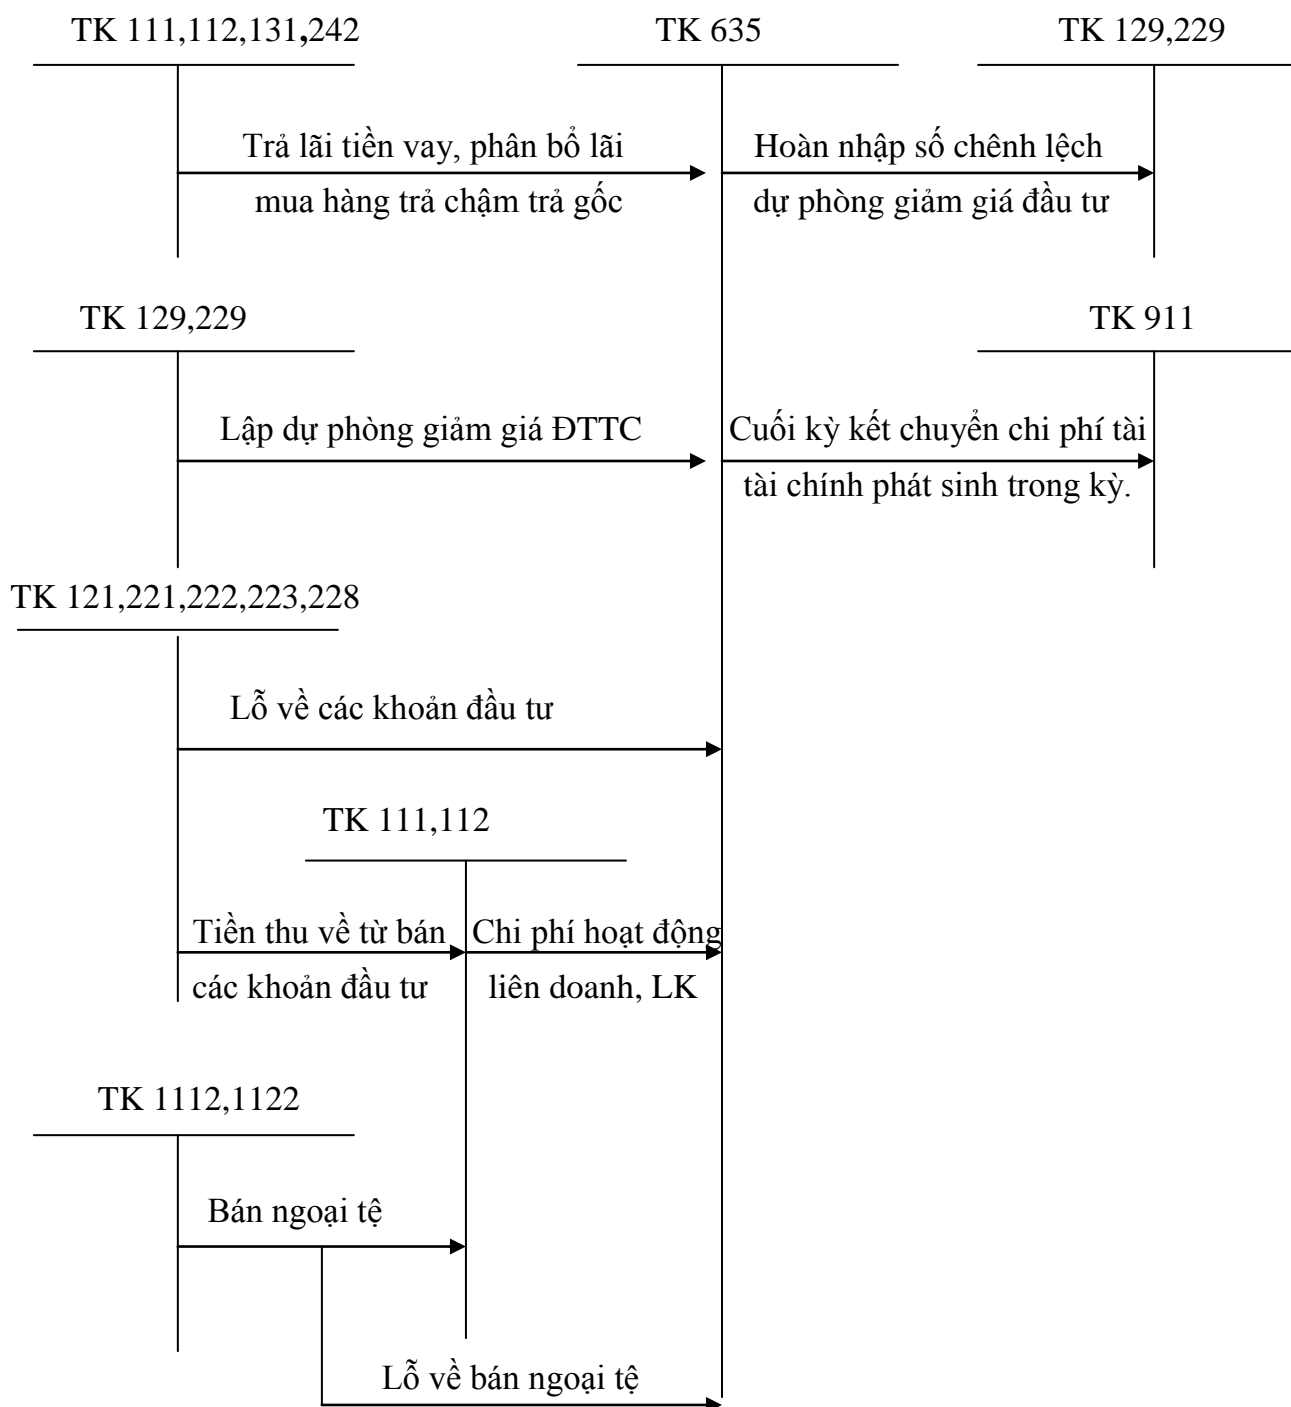 TK 111,112,131,242
TK 635
TK 129,229
Trả lãi tiền vay, phân bổ lãi
mua hàng trả chậm trả gốc
Hoàn nhập số chênh lệch
dự phòng giảm giá đầu tư
TK 129,229
TK 911
Lập dự phòng giảm giá ĐTTC
Cuối kỳ kết chuyển chi phí tài
tài chính phát sinh trong kỳ.
TK 121,221,222,223,228
Lỗ về các khoản đầu tư
TK 111,112
Tiền thu về từ bán
các khoản đầu tư
Chi phí hoạt động
liên doanh, LK
TK 1112,1122
Bán ngoại tệ
Lỗ về bán ngoại tệ